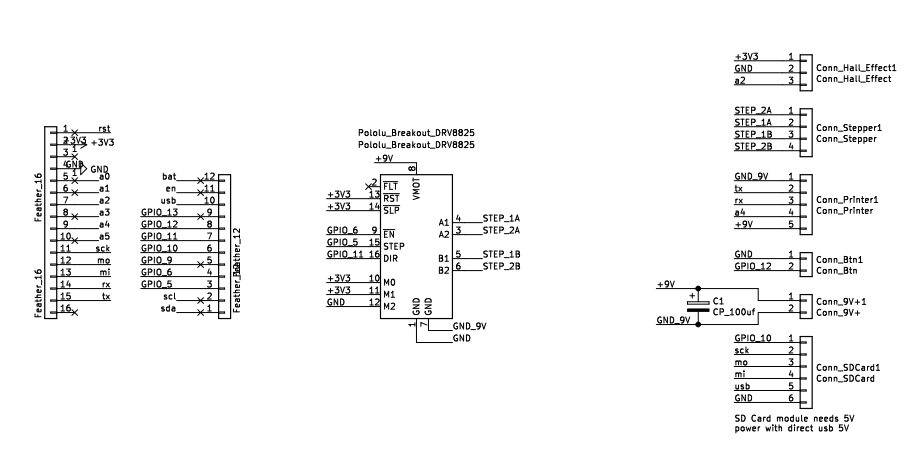 Feather_16
Feather_16
1 rst
2 +3V3 +3V3
3 1
4 GND GND
1
5 a0
6 a1
7 a2
8 a3
9 a4
10 a5
11 sck
12 mo
13 mi
14 rx
15 tx
16
bat 12
en 11
usb 10
GPIO_13 9
GPIO_12 8
GPIO_11 7
GPIO_10 6
GPIO_9 5
GPIO_6 4
GPIO_5 3
scl 2
sda 1
Feather_12
Feather_12
Pololu_Breakout_DRV8825
Pololu_Breakout_DRV8825
+9V
8
VMOT
2 FLT
+3V3 13 RST
+3V3 14 SLP
GPIO_6 9 EN
GPIO_5 15 STEP
GPIO_11 16 DIR
+3V3 10 M0
+3V3 11 M1
GND 12 M2
A1 4 STEP_1A
A2 3 STEP_2A
B1 5 STEP_1B
B2 6 STEP_2B
GND GND
1 7
GND_9V
GND
+3V3 1
GND 2
a2 3
Conn_Hall_Effect1
Conn_Hall_Effect
STEP_2A 1
STEP_1A 2
STEP_1B 3
STEP_2B 4
Conn_Stepper1
Conn_Stepper
GND_9V 1
tx 2
rx 3
a4 4
+9V 5
Conn_Printer1
Conn_Printer
GND 1
GPIO_12 2
Conn_Btn1
Conn_Btn
+9V
+
C1
CP_100uf
GND_9V
1
2
Conn_9V+1
Conn_9V+
GPIO_10 1
sck 2
mo 3
mi 4
usb 5
GND 6
Conn_SDCard1
Conn_SDCard
SD Card module needs 5V
power with direct usb 5V